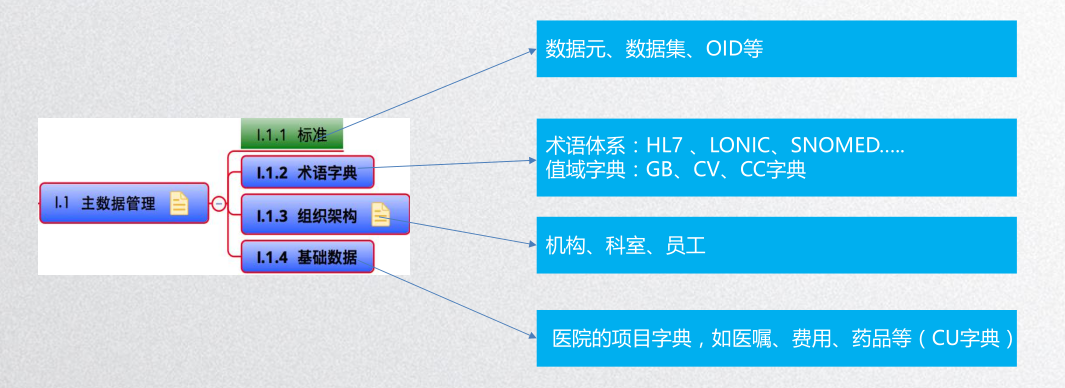 I.1 主数据管理
I.1.1 标准
I.1.2 术语字典
I.1.3 组织架构
I.1.4 基础数据
数据元、数据集、OID等
术语体系：HL7 、LONIC、SNOMED.....
值域字典：GB、CV、CC字典
机构、科室、员工
医院的项目字典，如医嘱、费用、药品等（CU字典）